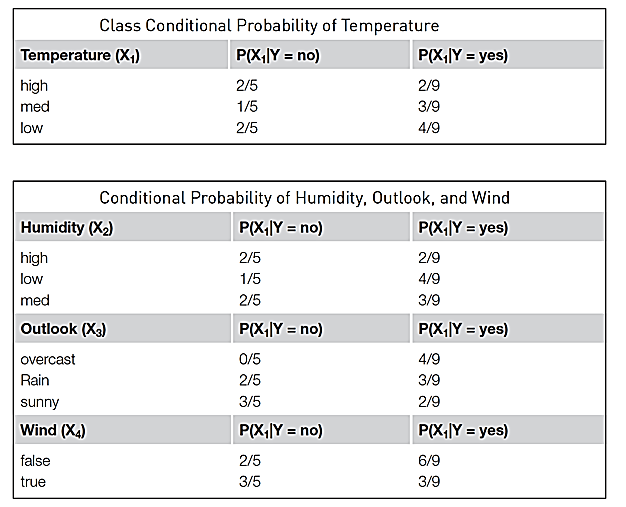 Class Conditional Probability of Temperature
Temperature (X₁) P(X₁|Y = no) P(X₁|Y = yes)
high 2/5 2/9
med 1/5 3/9
low 2/5 4/9
Conditional Probability of Humidity, Outlook, and Wind
Humidity (X₂) P(X₁|Y = no) P(X₁|Y = yes)
high 2/5 2/9
low 1/5 4/9
med 2/5 3/9
Outlook (X₃) P(X₁|Y = no) P(X₁|Y = yes)
overcast 0/5 4/9
Rain 2/5 3/9
sunny 3/5 2/9
Wind (X₄) P(X₁|Y = no) P(X₁|Y = yes)
false 2/5 6/9
true 3/5 3/9